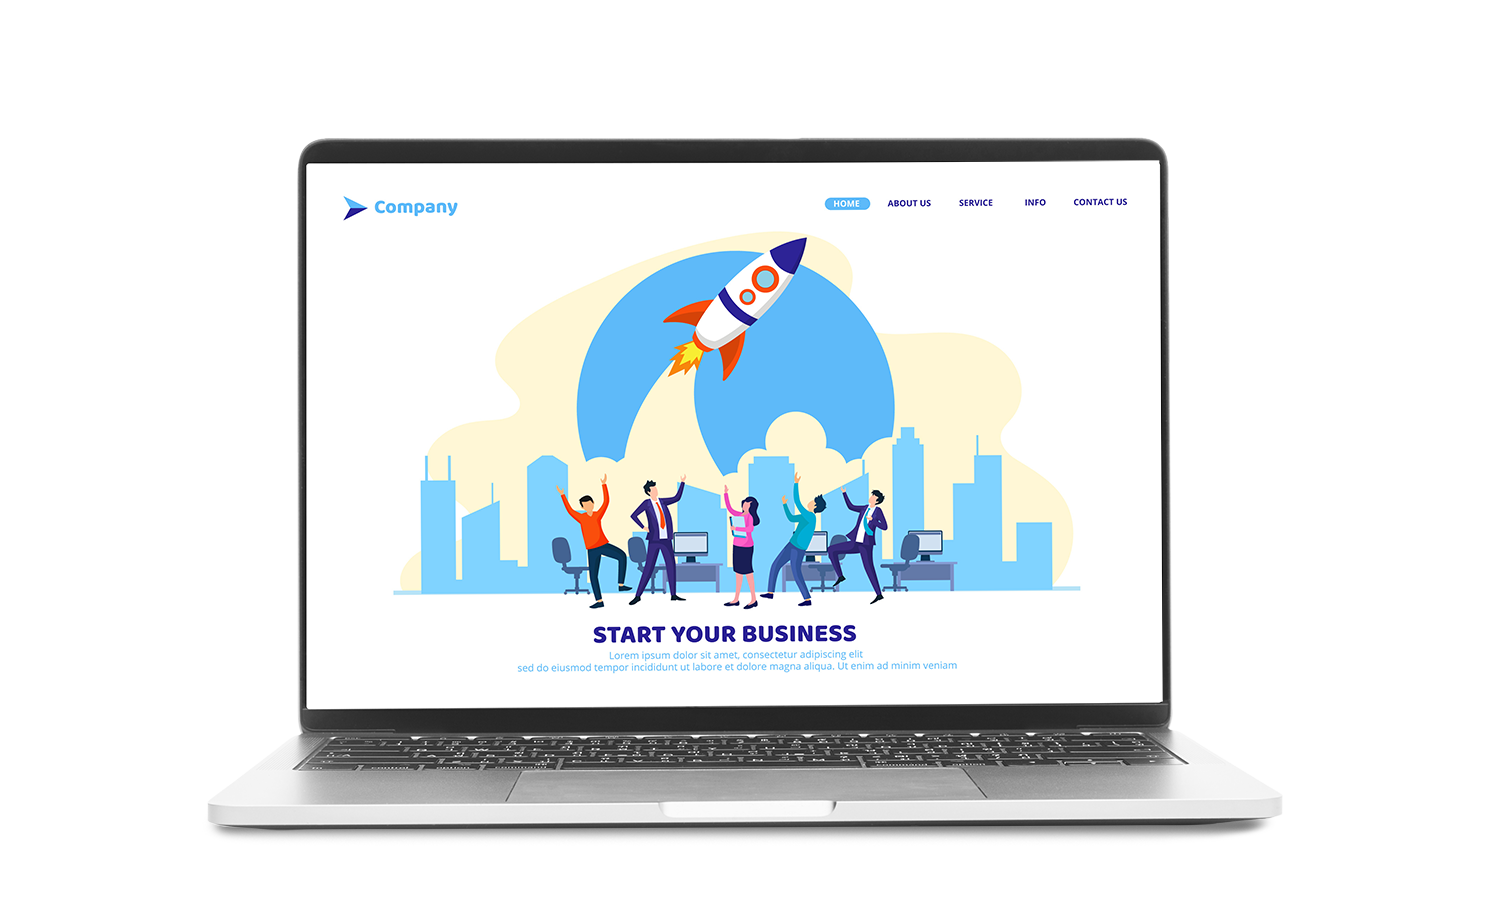 Company
HOME ABOUT US SERVICE INFO CONTACT US
START YOUR BUSINESS
Lorem ipsum dolor sit amet, consectetur adipiscing elit
sed do eiusmod tempor incididunt ut labore et dolore magna aliqua. Ut enim ad minim veniam